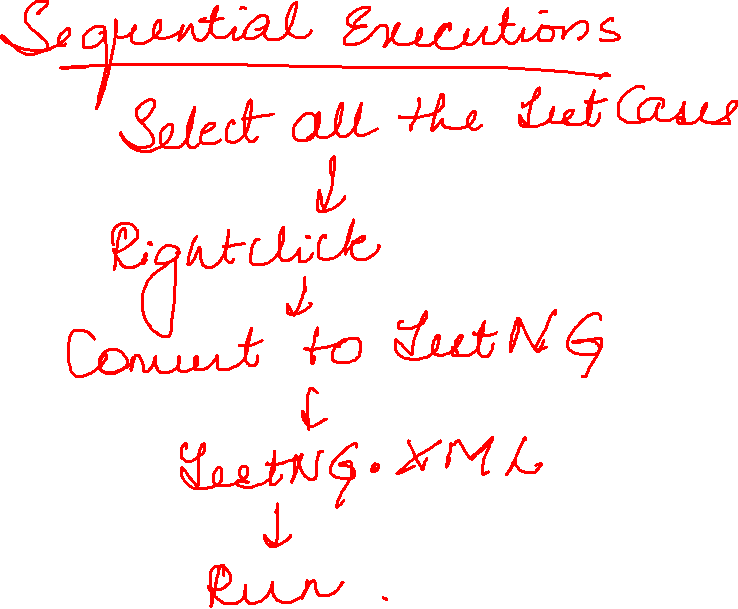 Sequential Executions
Select all the Test Cases
↓
Rightclick
↓
Convert to TestNG
↓
TestNG.XML
↓
Run.